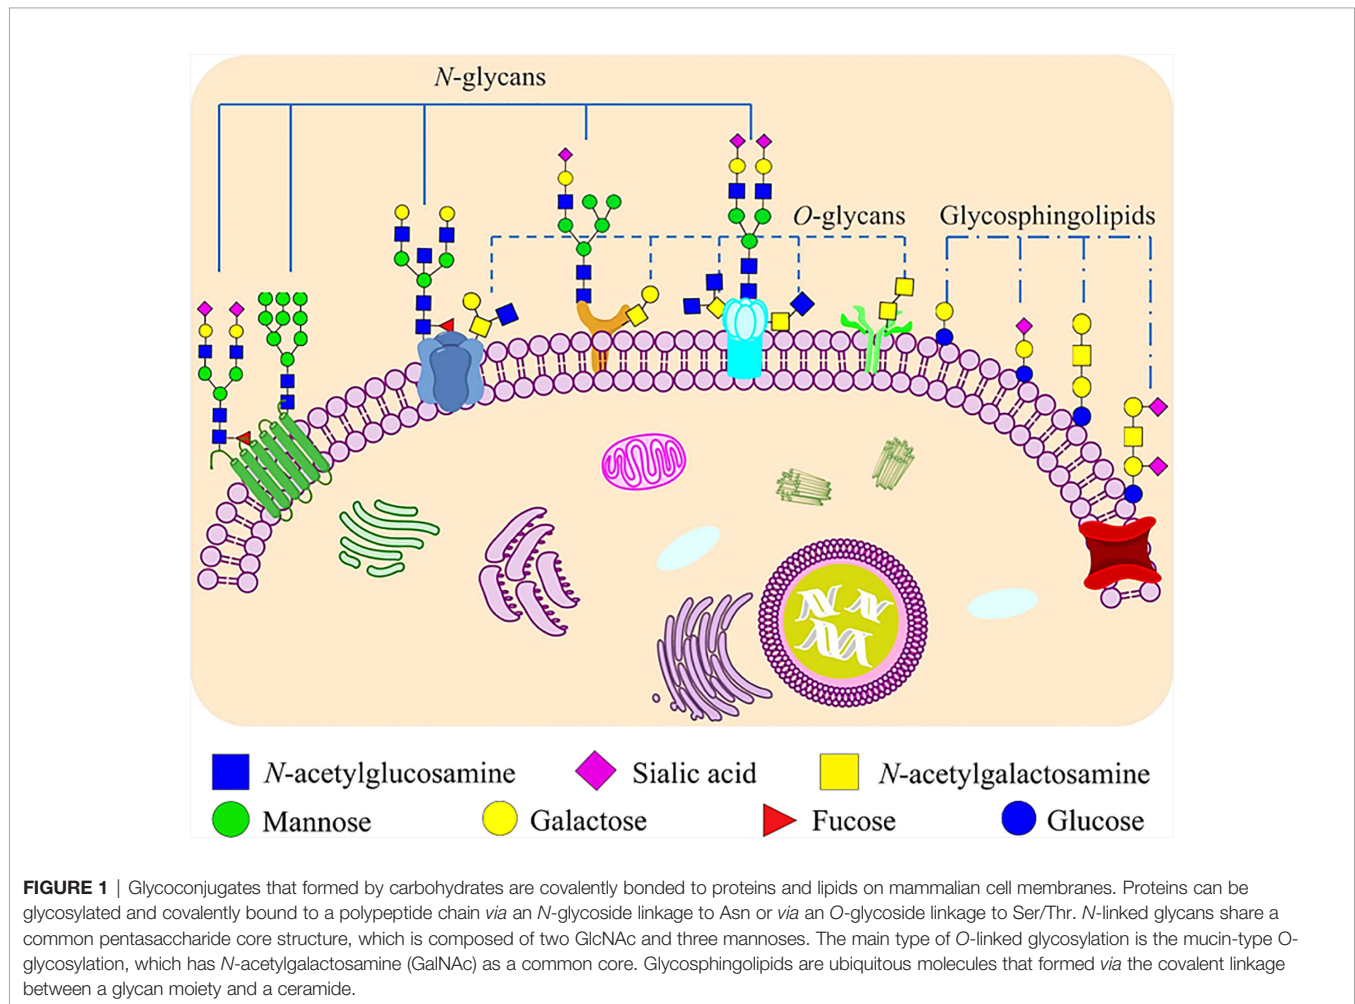 N-glycans
O-glycans
Glycosphingolipids
N-acetylglucosamine
Sialic acid
N-acetylgalactosamine
Mannose
Galactose
Fucose
Glucose
FIGURE 1 | Glycoconjugates that formed by carbohydrates are covalently bonded to proteins and lipids on mammalian cell membranes. Proteins can be
glycosylated and covalently bound to a polypeptide chain via an N-glycoside linkage to Asn or via an O-glycoside linkage to Ser/Thr. N-linked glycans share a
common pentasaccharide core structure, which is composed of two GlcNAc and three mannoses. The main type of O-linked glycosylation is the mucin-type O-
glycosylation, which has N-acetylgalactosamine (GalNAc) as a common core. Glycosphingolipids are ubiquitous molecules that formed via the covalent linkage
between a glycan moiety and a ceramide.